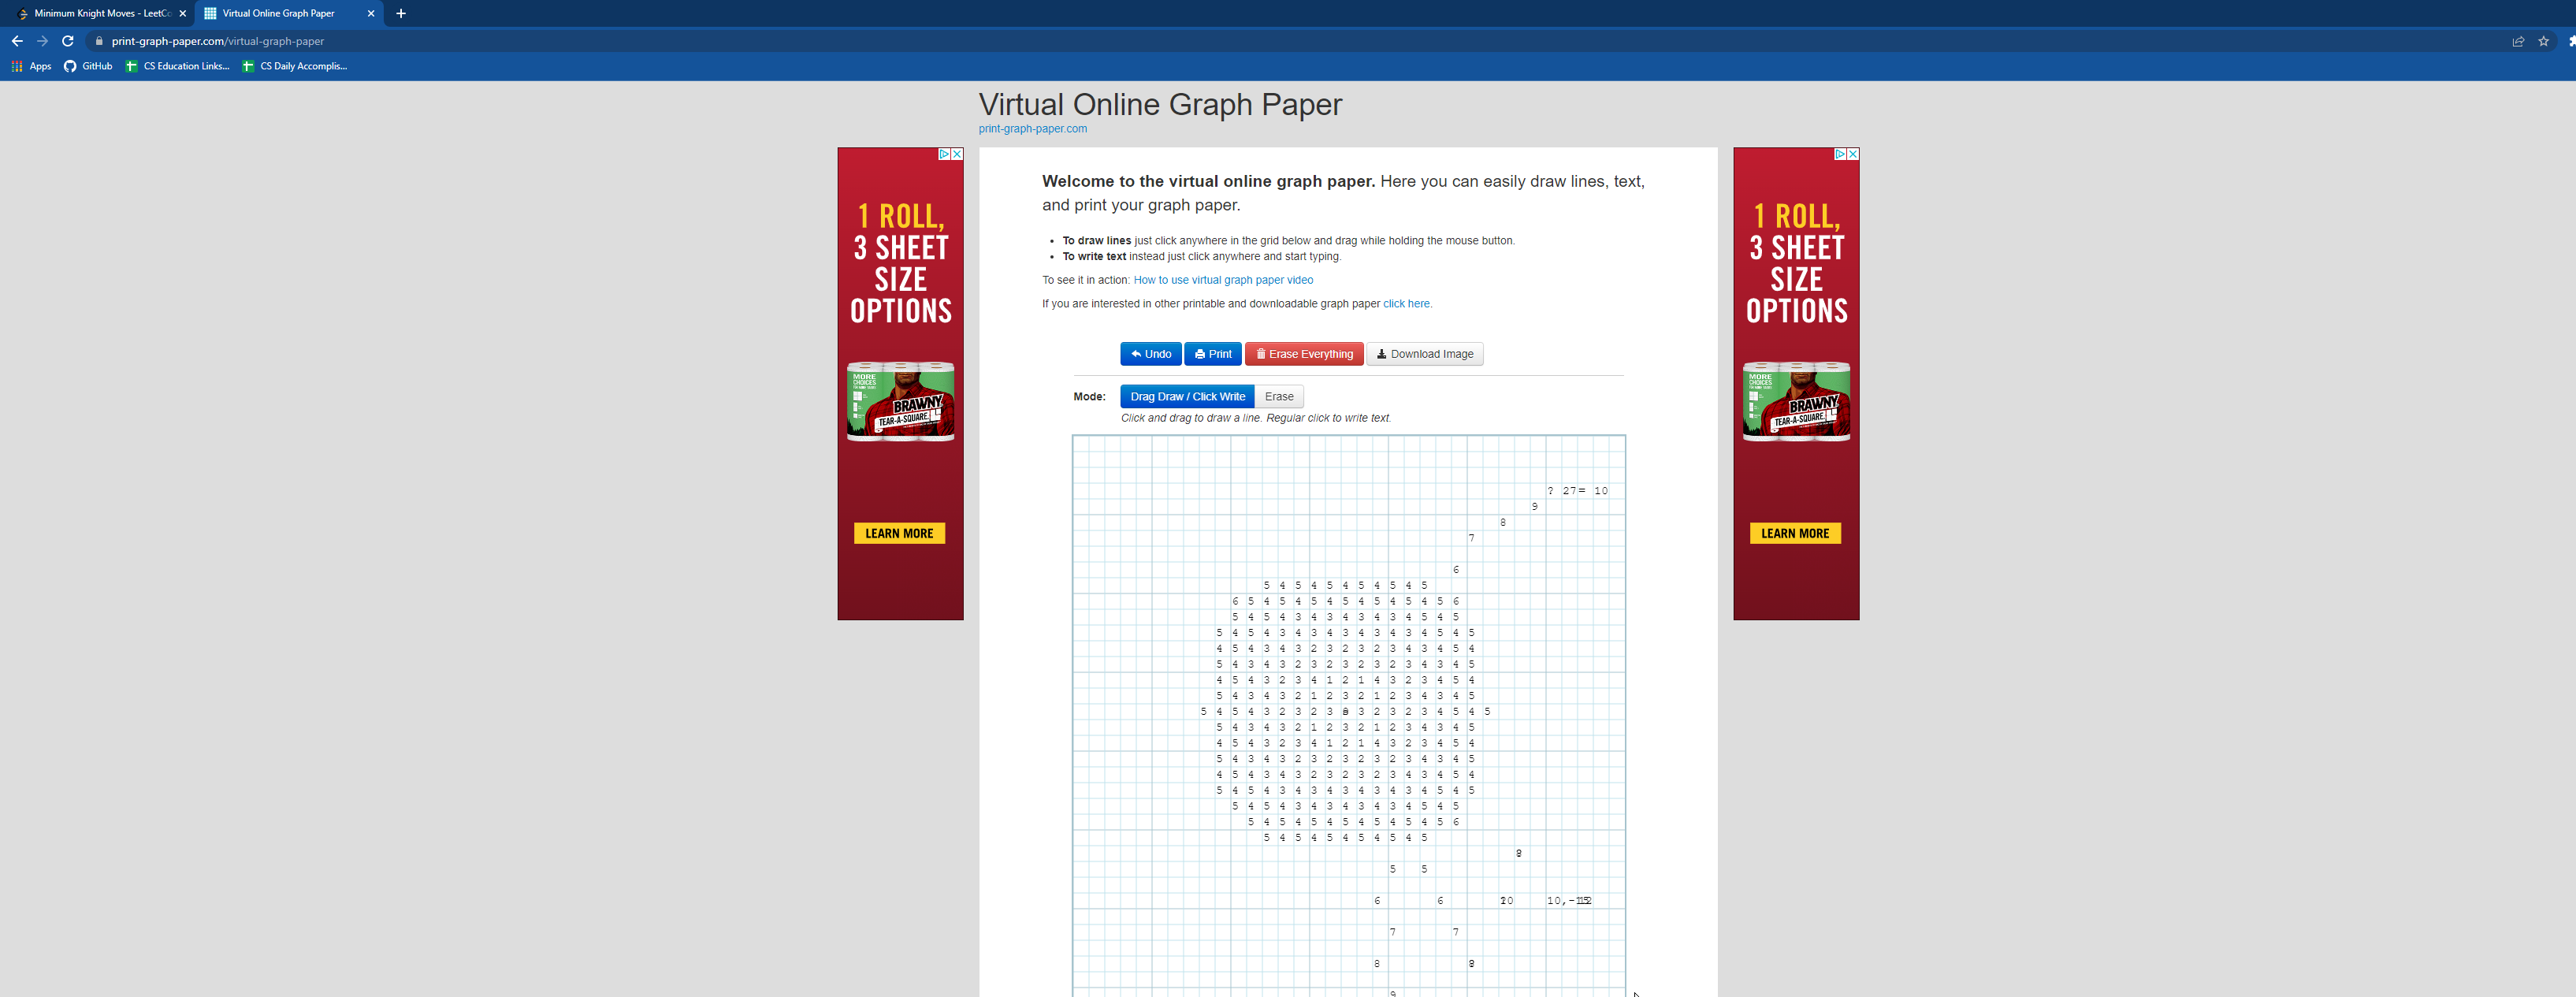 Minimum Knight Moves - LeetCo
Virtual Online Graph Paper
print-graph-paper.com/virtual-graph-paper
Apps
GitHub
CS Education Links...
CS Daily Accomplis...
Virtual Online Graph Paper
print-graph-paper.com
1 ROLL,
3 SHEET
SIZE
OPTIONS
MORE
CHOICES
BRAWNY
TEAR-A-SQUARE
LEARN MORE
Welcome to the virtual online graph paper. Here you can easily draw lines, text,
and print your graph paper.
• To draw lines just click anywhere in the grid below and drag while holding the mouse button.
• To write text instead just click anywhere and start typing.
To see it in action: How to use virtual graph paper video
If you are interested in other printable and downloadable graph paper click here.
Undo Print Erase Everything Download Image
Mode: Drag Draw / Click Write Erase
Click and drag to draw a line. Regular click to write text.
? 27= 10
9
8
7
6
5 4 5 4 5 4 5 4 5 4 5
6 5 4 5 4 5 4 5 4 5 4 5 4 5 6
5 4 5 4 3 4 3 4 3 4 3 4 5 4 5
5 4 5 4 3 4 3 4 3 4 3 4 3 4 5 4 5
4 5 4 3 4 3 2 3 2 3 2 3 4 3 4 5 4
5 4 3 4 3 2 3 2 3 2 3 2 3 4 3 4 5
4 5 4 3 2 3 4 1 2 1 4 3 2 3 4 5 4
5 4 3 4 3 2 1 2 3 2 1 2 3 4 3 4 5
5 4 5 4 3 2 3 2 3 3 2 3 2 3 4 5 4 5
5 4 3 4 3 2 1 2 3 2 1 2 3 4 3 4 5
4 5 4 3 2 3 4 1 2 1 4 3 2 3 4 5 4
5 4 3 4 3 2 3 2 3 2 3 2 3 4 3 4 5
4 5 4 3 4 3 2 3 2 3 2 3 4 3 4 5 4
5 4 5 4 3 4 3 4 3 4 3 4 3 4 5 4 5
5 4 5 4 3 4 3 4 3 4 3 4 5 4 5
5 4 5 4 5 4 5 4 5 4 5 4 5 6
5 4 5 4 5 4 5 4 5 4 5
5 5
6 6
7 7
8
9
1 ROLL,
3 SHEET
SIZE
OPTIONS
MORE
CHOICES
BRAWNY
TEAR-A-SQUARE
LEARN MORE